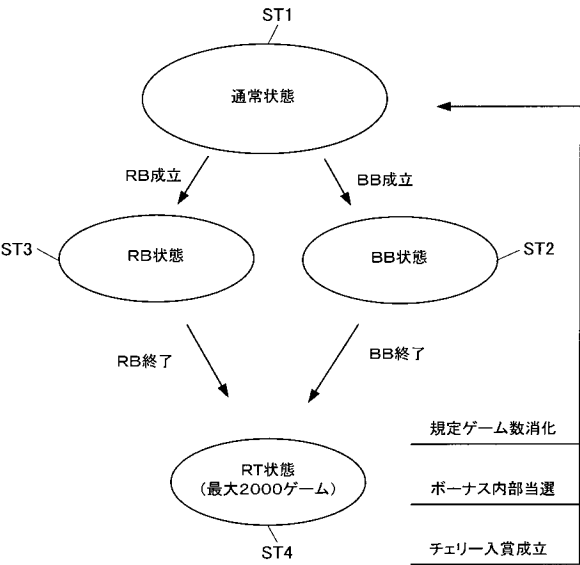 ST1
通常状態
RB成立
BB成立
ST3
RB状態
BB状態
ST2
RB終了
BB終了
規定ゲーム数消化
RT状態
(最大2000ゲーム)
ボーナス内部当選
ST4
チェリー入賞成立